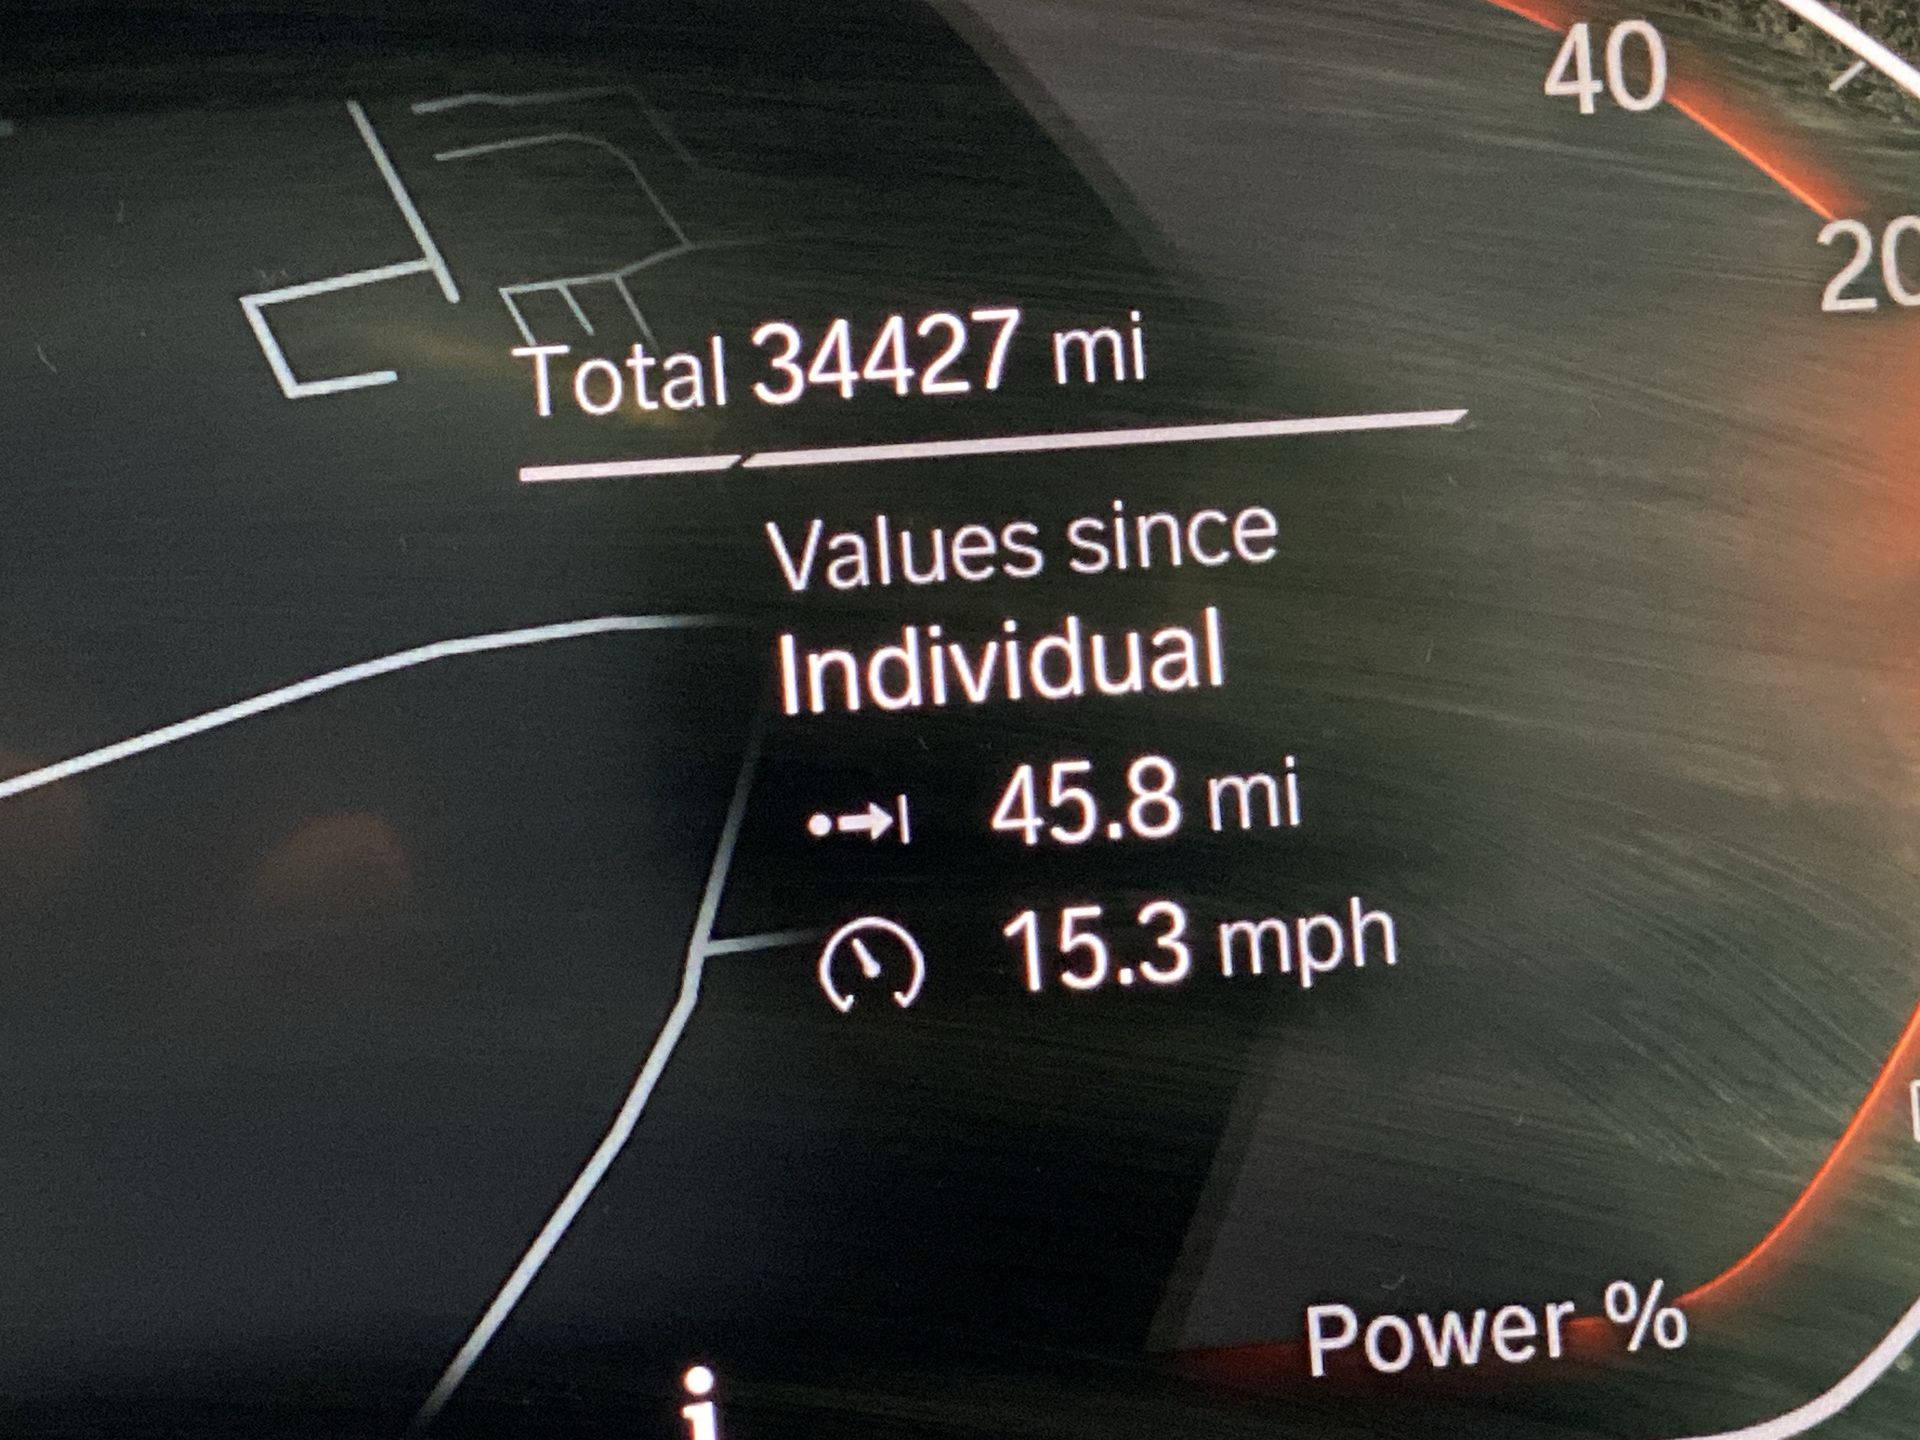 40
20
Total 34427 mi
Values since
Individual
45.8 mi
15.3 mph
Power %
i